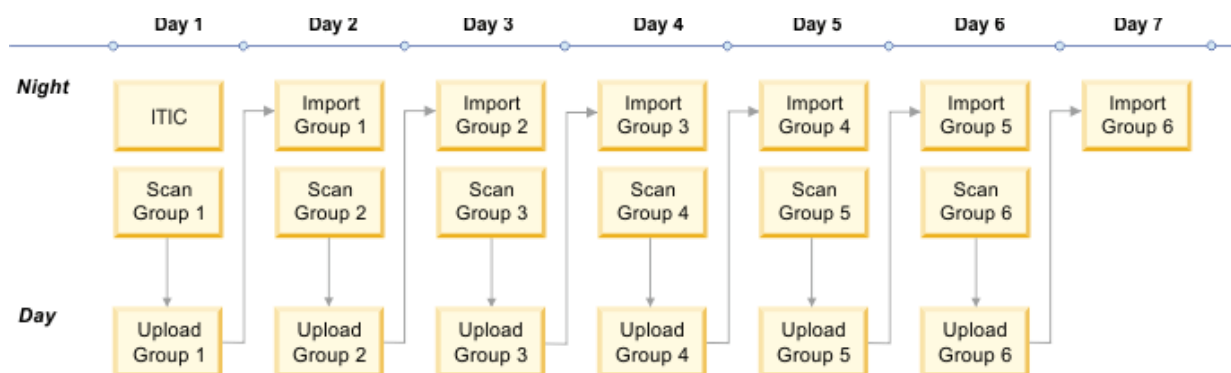 Day 1 Day 2 Day 3 Day 4 Day 5 Day 6 Day 7
Night
ITIC
Import
Group 1
Import
Group 2
Import
Group 3
Import
Group 4
Import
Group 5
Import
Group 6
Scan
Group 1
Scan
Group 2
Scan
Group 3
Scan
Group 4
Scan
Group 5
Scan
Group 6
Day
Upload
Group 1
Upload
Group 2
Upload
Group 3
Upload
Group 4
Upload
Group 5
Upload
Group 6